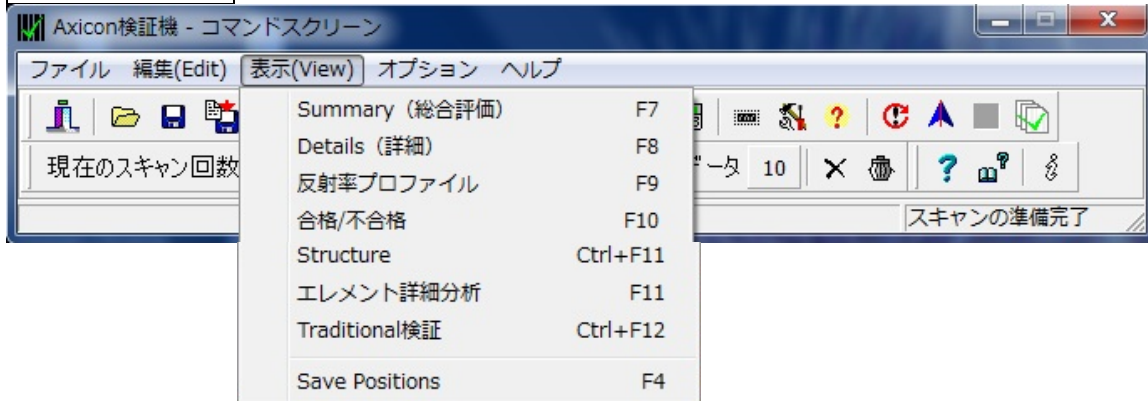 Axicon検証機 - コマンドスクリーン
ファイル 編集(Edit) 表示(View) オプション ヘルプ
Summary（総合評価） F7
Details（詳細） F8
反射率プロファイル F9
合格/不合格 F10
Structure Ctrl+F11
エレメント詳細分析 F11
Traditional検証 Ctrl+F12
Save Positions F4
現在のスキャン回数
ータ 10
スキャンの準備完了